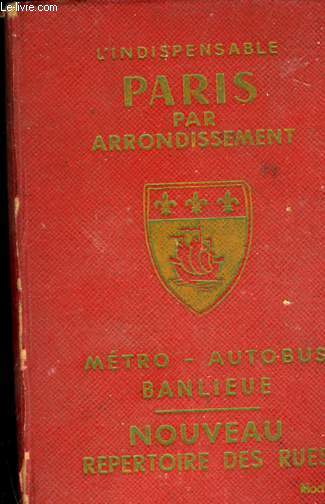 Le-livre.com
L'INDISPENSABLE
PARIS
PAR
ARRONDISSEMENT
MÉTRO - AUTOBUS
BANLIEUE
NOUVEAU
REPERTOIRE DES RUES